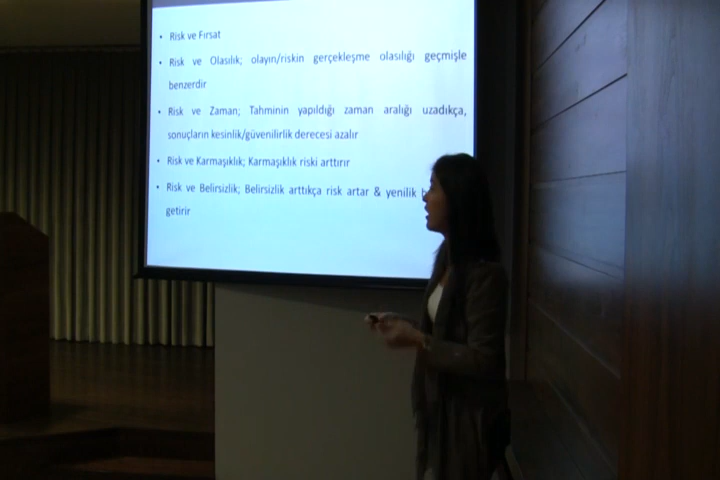 • Risk ve Fırsat
• Risk ve Olasılık; olayın/riskin gerçekleşme olasılığı geçmişle
benzerdir
• Risk ve Zaman; Tahminin yapıldığı zaman aralığı uzadıkça,
sonuçların kesinlik/güvenilirlik derecesi azalır
• Risk ve Karmaşıklık; Karmaşıklık riski arttırır
• Risk ve Belirsizlik; Belirsizlik arttıkça risk artar & yenilik
getirir